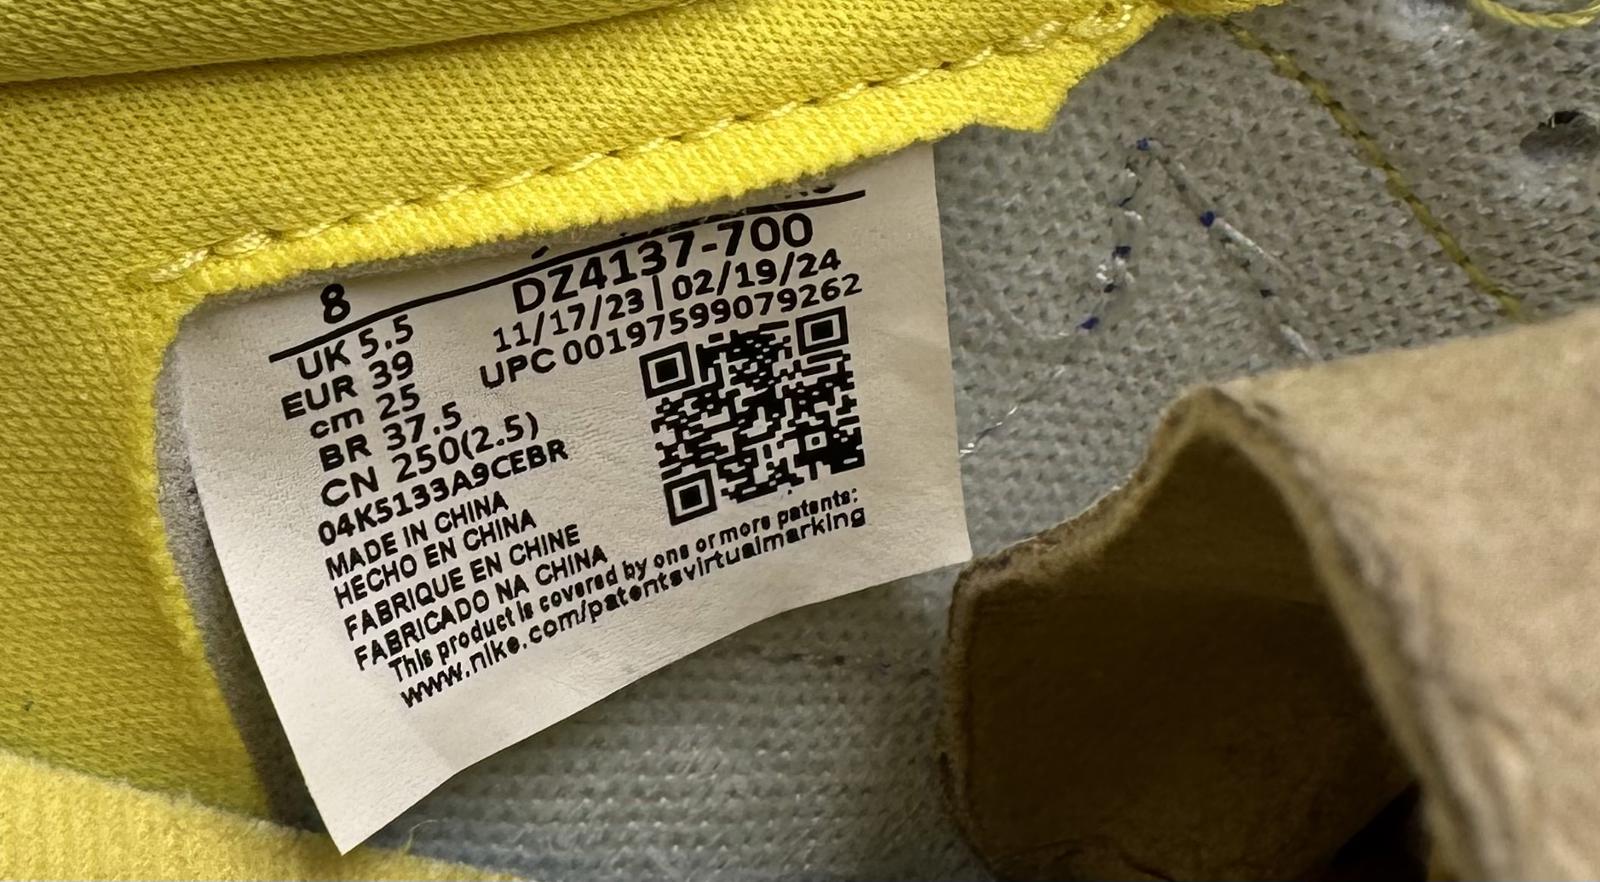 8
DZ4137-700
UK 5.5
11/17/23 | 02/19/24
EUR 39
UPC 00197599079262
cm 25
BR 37.5
CN 250(2.5)
04K5133A9CEBR
MADE IN CHINA
HECHO EN CHINA
FABRIQUE EN CHINE
FABRICADO NA CHINA
This product is covered by one or more patents:
www.nike.com/patentsvirtualmarking